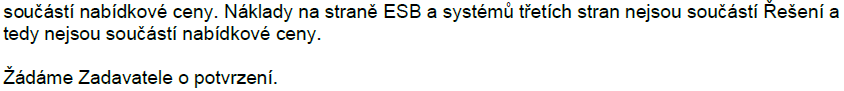 součástí nabídkové ceny. Náklady na straně ESB a systémů třetích stran nejsou součástí Řešení a
tedy nejsou součástí nabídkové ceny.
Žádáme Zadavatele o potvrzení.